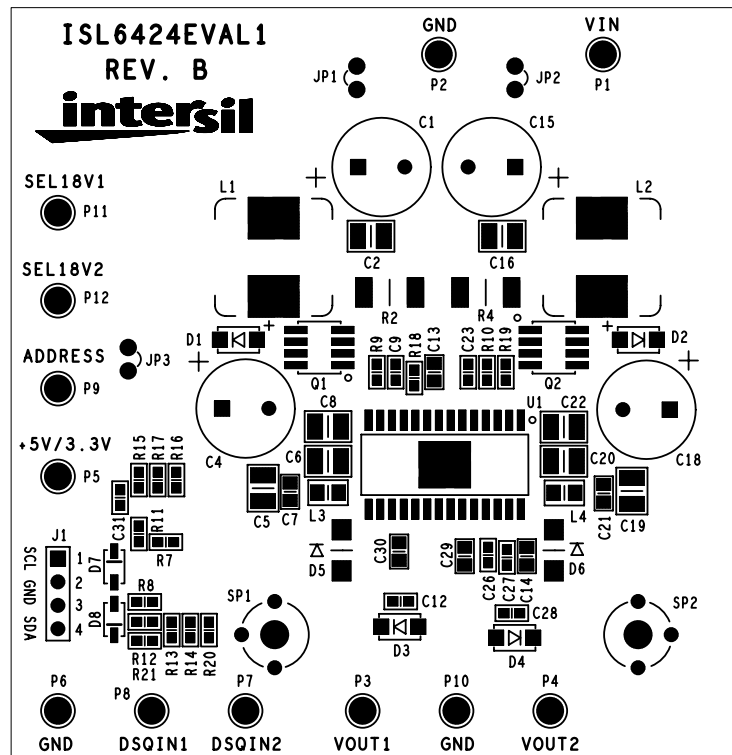 ISL6424EVAL1
REV. B
intersil
GND
P2
VIN
P1
JP1
JP2
C1
C15
SEL18V1
P11
L1
L2
C2
C16
SEL18V2
P12
R2
R4
D1
D2
ADDRESS
P9
JP3
Q1
R9
C9
R18
C13
C23
R10
R19
Q2
C4
C8
U1
C22
C18
+5V/3.3V
P5
R15
R17
R16
C6
C20
C31
C5
C7
L3
L4
C21
C19
R11
R7
J1
1
2
3
4
SCL GND SDA
D7
D8
D5
C30
C29
C26
C27
C14
D6
R8
R12
R21
R13
R14
R20
SP1
C12
D3
C28
D4
SP2
P6
GND
P8
DSQIN1
P7
DSQIN2
P3
VOUT1
P10
GND
P4
VOUT2